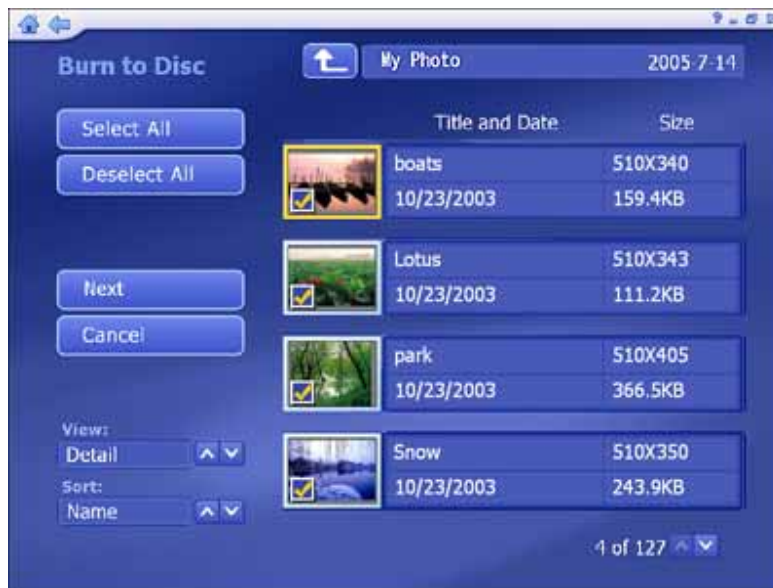 ?
Burn to Disc
My Photo 2005-7-14
Title and Date Size
Select All
Deselect All
boats 510X340
10/23/2003 159.4KB
Lotus 510X343
10/23/2003 111.2KB
Next
Cancel
park 510X405
10/23/2003 366.5KB
View:
Detail
Sort:
Name
Snow 510X350
10/23/2003 243.9KB
4 of 127